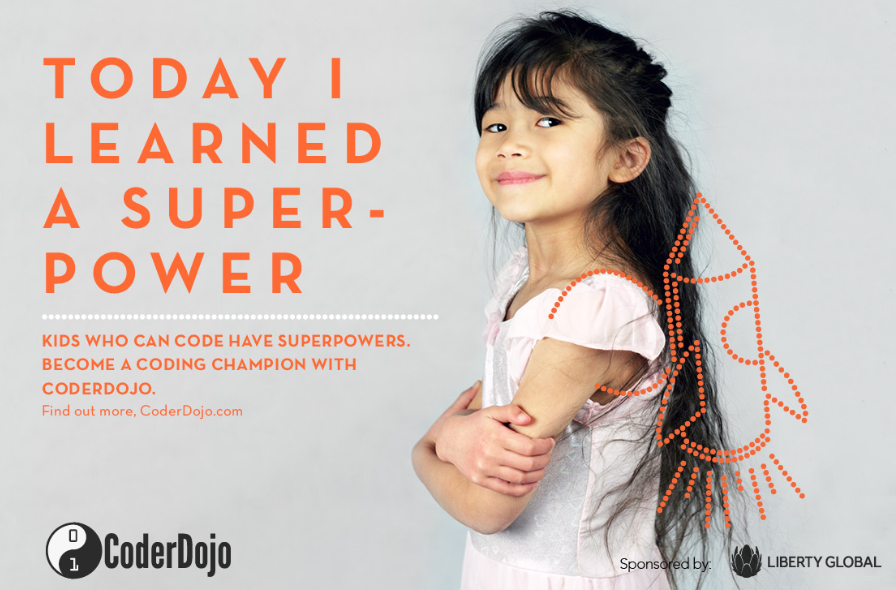 TODAY I
LEARNED
A SUPER-
POWER
KIDS WHO CAN CODE HAVE SUPERPOWERS.
BECOME A CODING CHAMPION WITH
CODERDOJO.
Find out more, CoderDojo.com
0
1
CoderDojo
Sponsored by:
LIBERTY GLOBAL